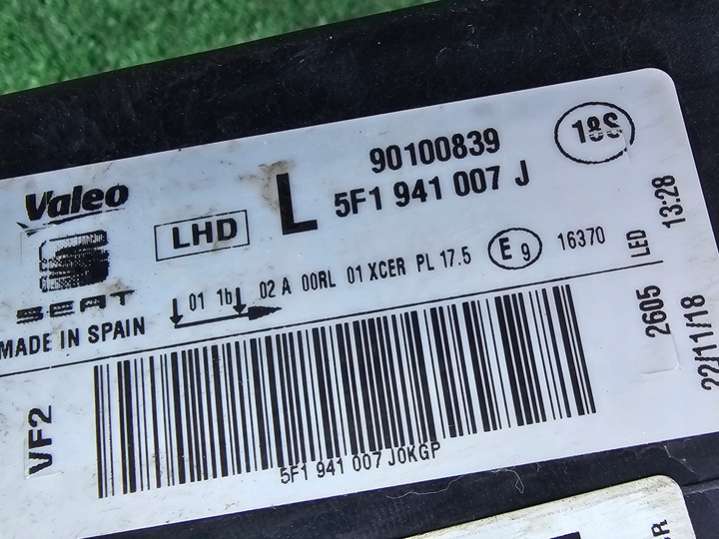 90100839
18S
Valeo
LHD
L
5F1 941 007 J
SEAT
01 1b 02 A 00RL 01 XCER PL 17.5 E9 16370
LED
13:28
MADE IN SPAIN
2605
22/11/18
VF2
5F1 941 007 J0KGP